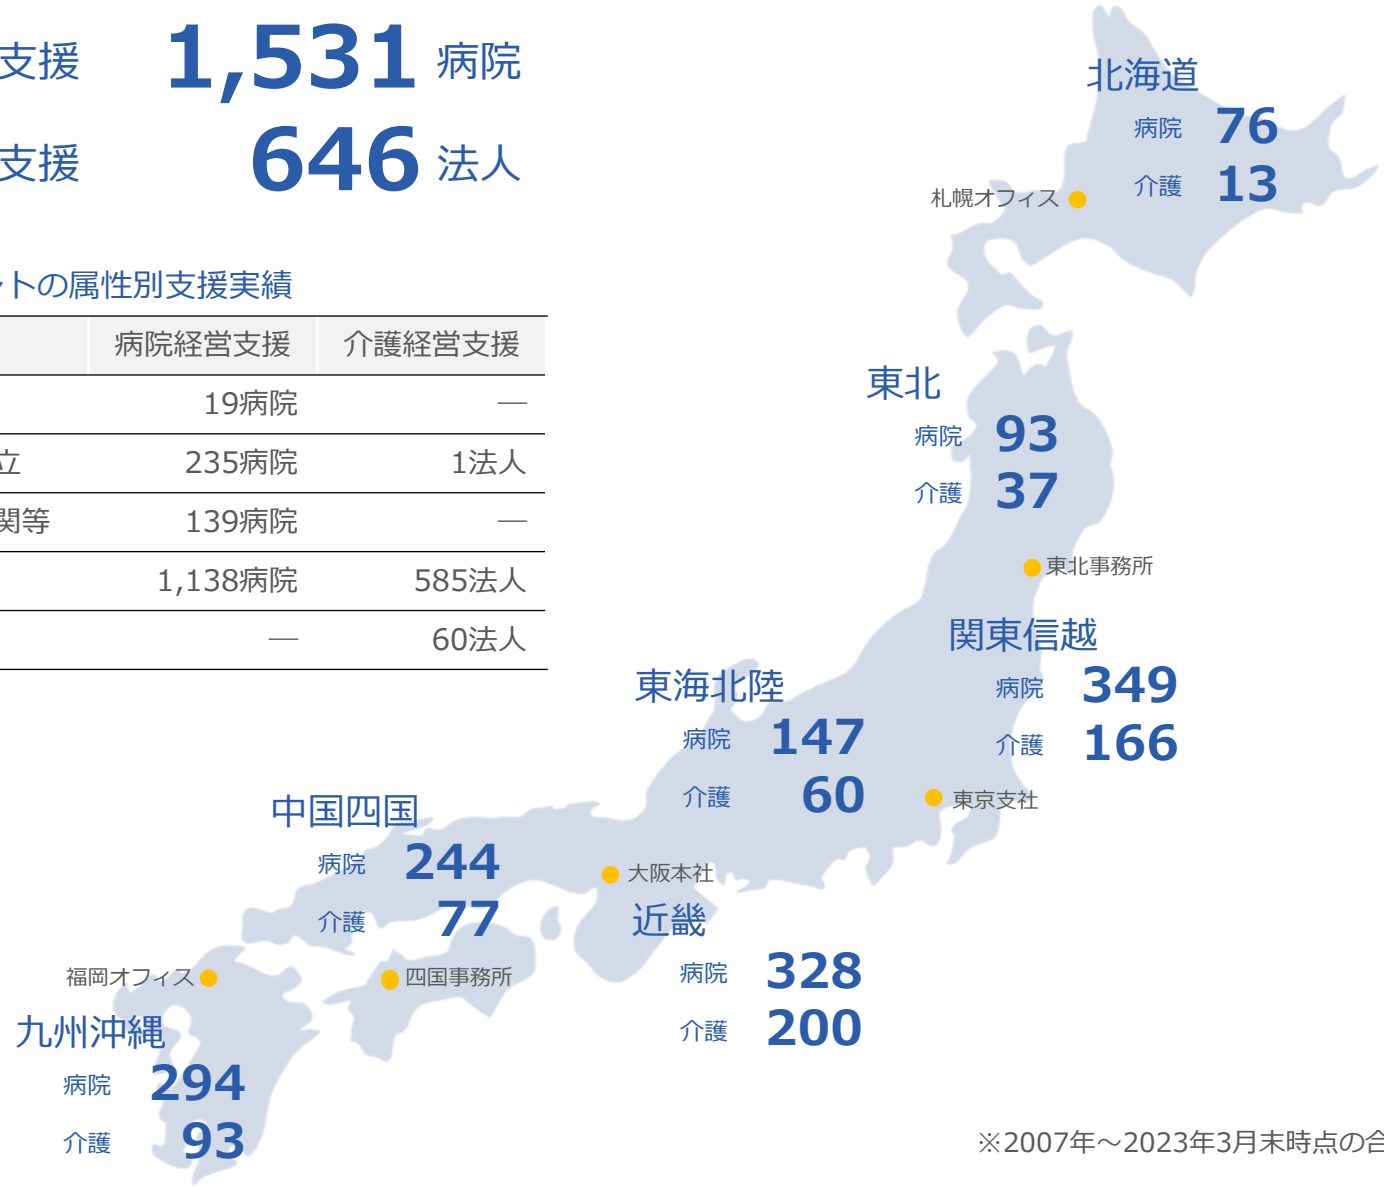 支援 1,531 病院
支援 646 法人
トの属性別支援実績
病院経営支援 介護経営支援
19病院 —
立 235病院 1法人
関等 139病院 —
1,138病院 585法人
— 60法人
北海道
病院 76
介護 13
札幌オフィス
東北
病院 93
介護 37
東北事務所
関東信越
病院 349
介護 166
東京支社
東海北陸
病院 147
介護 60
大阪本社
近畿
病院 328
介護 200
中国四国
病院 244
介護 77
四国事務所
福岡オフィス
九州沖縄
病院 294
介護 93
※2007年～2023年3月末時点の合